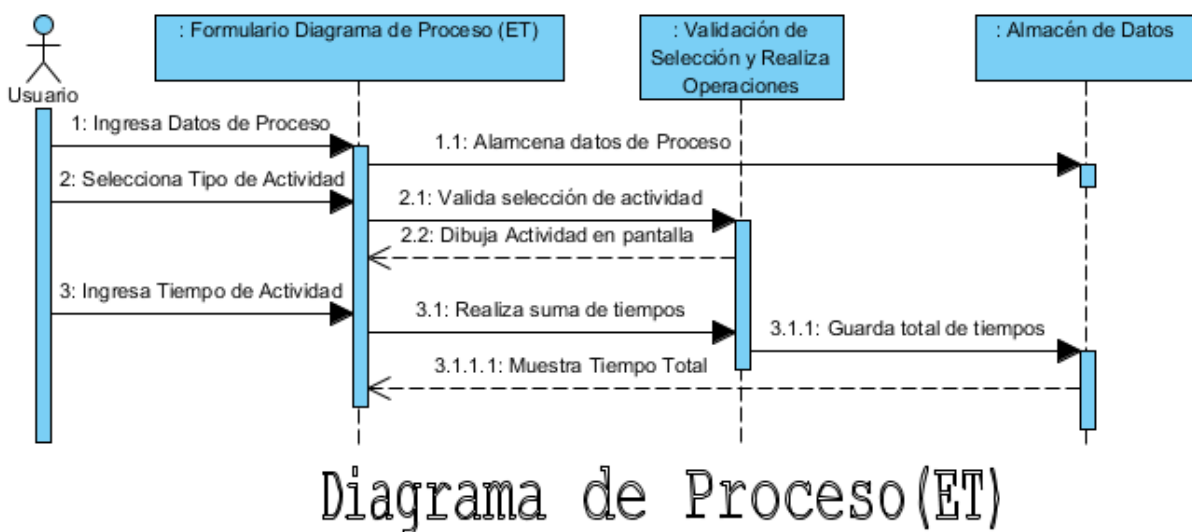 : Formulario Diagrama de Proceso (ET)
: Validación de
Selección y Realiza
Operaciones
: Almacén de Datos
Usuario
1: Ingresa Datos de Proceso
1.1: Alamcena datos de Proceso
2: Selecciona Tipo de Actividad
2.1: Valida selección de actividad
2.2: Dibuja Actividad en pantalla
3: Ingresa Tiempo de Actividad
3.1: Realiza suma de tiempos
3.1.1: Guarda total de tiempos
3.1.1.1: Muestra Tiempo Total
Diagrama de Proceso(ET)